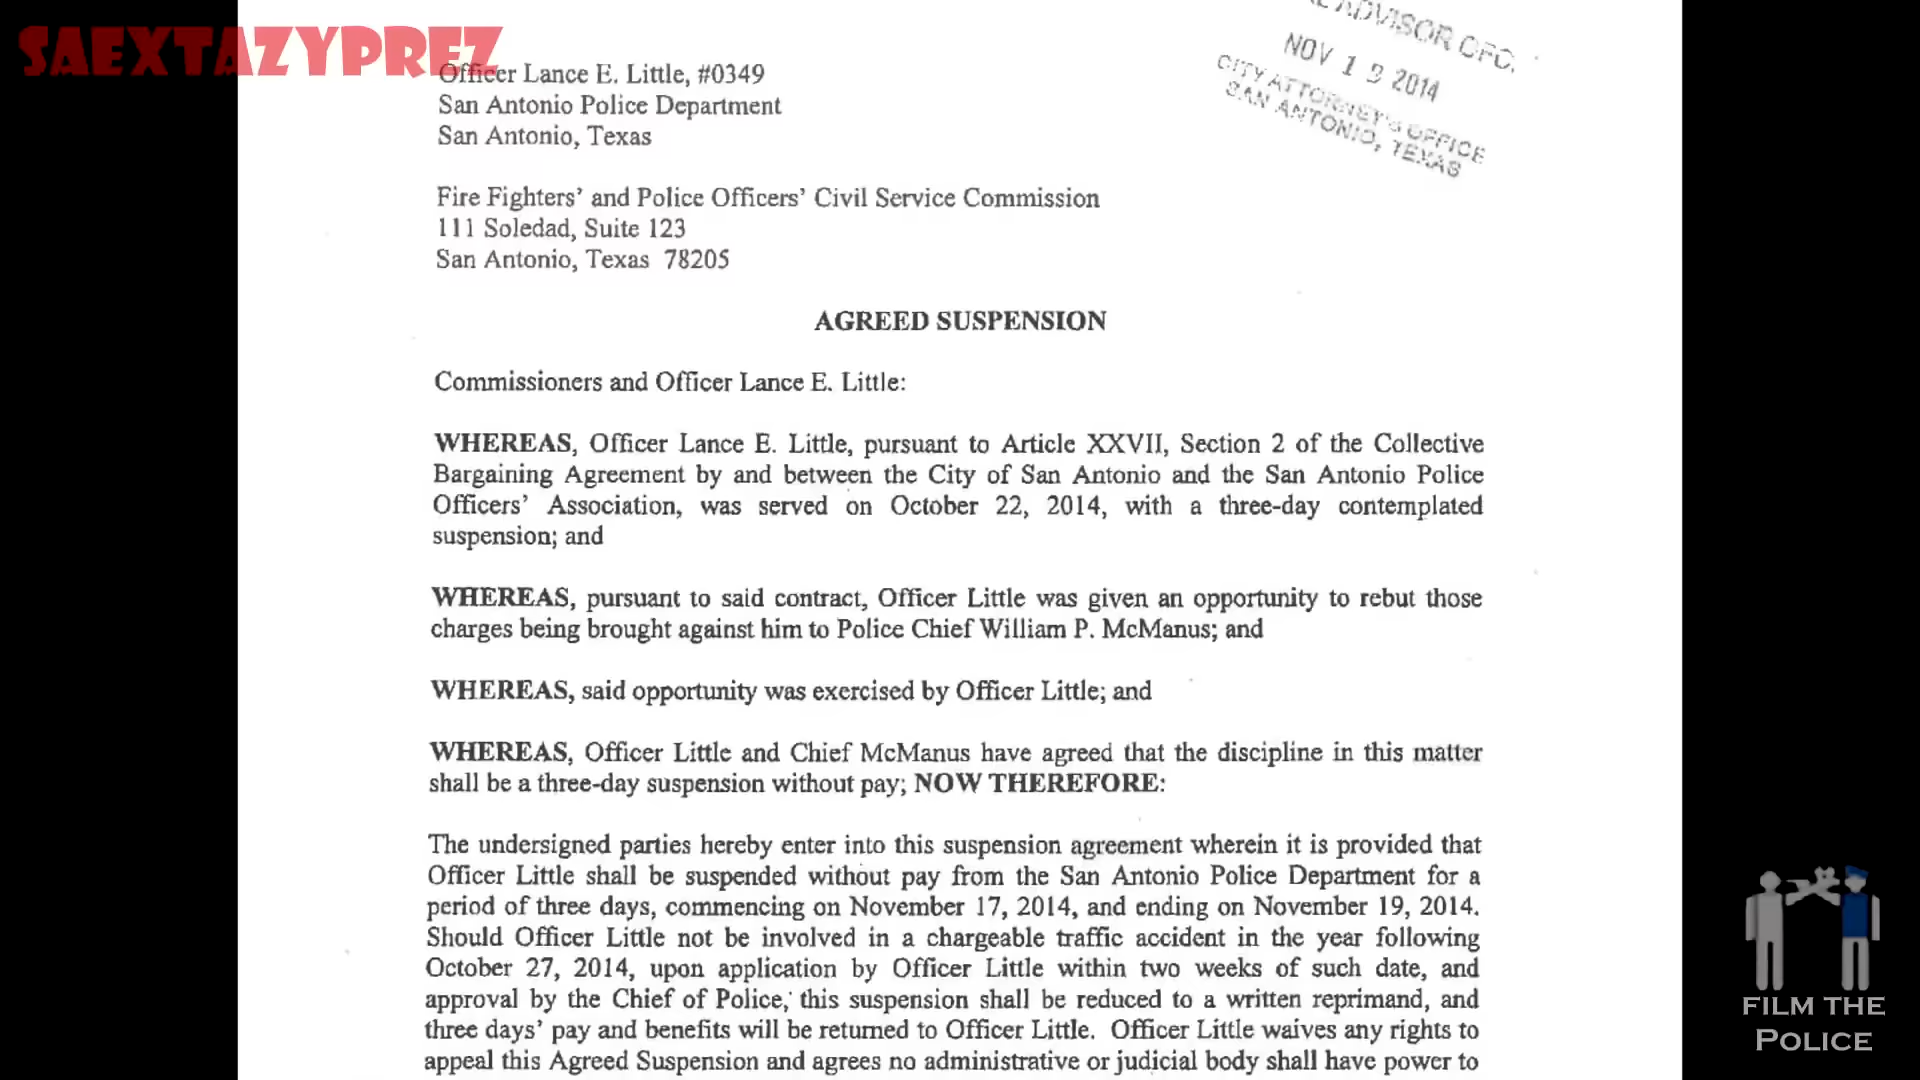 SAEXTAZYPREZ
ADVISOR OFC.
NOV 19 2014
CITY ATTORNEY'S OFFICE
SAN ANTONIO, TEXAS
Officer Lance E. Little, #0349
San Antonio Police Department
San Antonio, Texas
Fire Fighters' and Police Officers' Civil Service Commission
111 Soledad, Suite 123
San Antonio, Texas 78205
AGREED SUSPENSION
Commissioners and Officer Lance E. Little:
WHEREAS, Officer Lance E. Little, pursuant to Article XXVII, Section 2 of the Collective
Bargaining Agreement by and between the City of San Antonio and the San Antonio Police
Officers' Association, was served on October 22, 2014, with a three-day contemplated
suspension; and
WHEREAS, pursuant to said contract, Officer Little was given an opportunity to rebut those
charges being brought against him to Police Chief William P. McManus; and
WHEREAS, said opportunity was exercised by Officer Little; and
WHEREAS, Officer Little and Chief McManus have agreed that the discipline in this matter
shall be a three-day suspension without pay; NOW THEREFORE:
The undersigned parties hereby enter into this suspension agreement wherein it is provided that
Officer Little shall be suspended without pay from the San Antonio Police Department for a
period of three days, commencing on November 17, 2014, and ending on November 19, 2014.
Should Officer Little not be involved in a chargeable traffic accident in the year following
October 27, 2014, upon application by Officer Little within two weeks of such date, and
approval by the Chief of Police, this suspension shall be reduced to a written reprimand, and
three days' pay and benefits will be returned to Officer Little. Officer Little waives any rights to
appeal this Agreed Suspension and agrees no administrative or judicial body shall have power to
FILM THE
POLICE